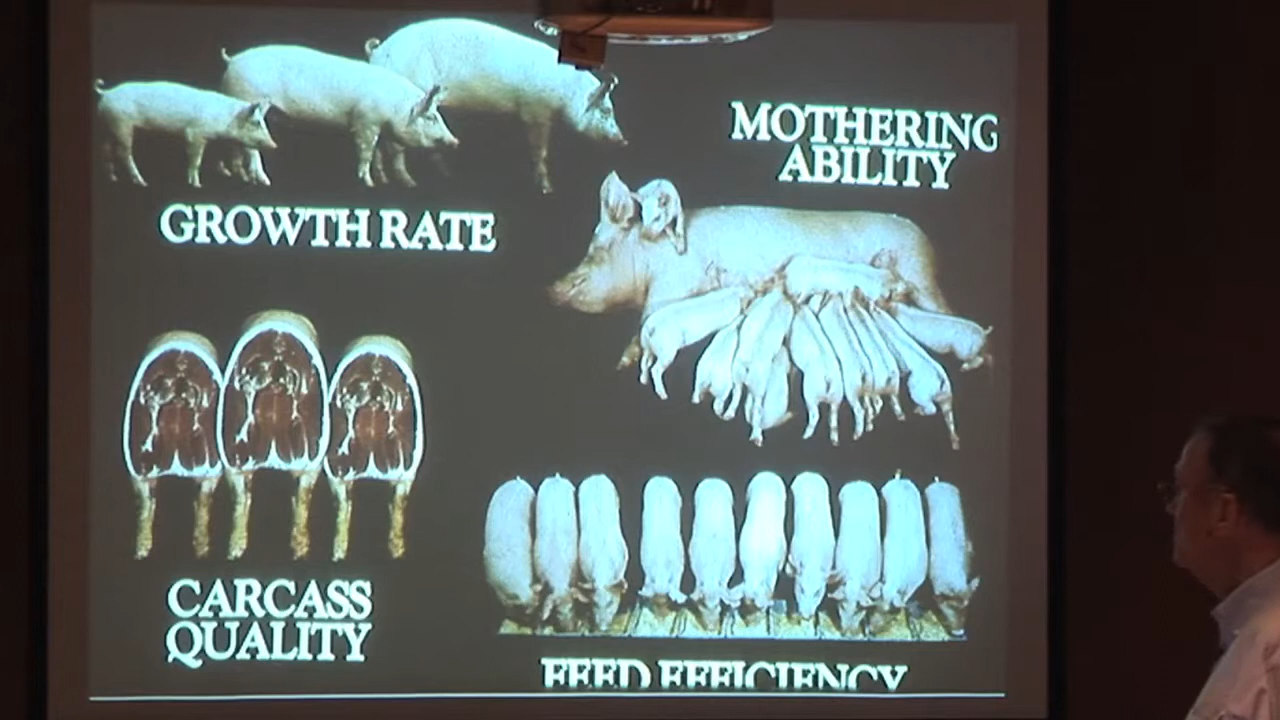 MOTHERING
ABILITY
GROWTH RATE
CARCASS
QUALITY
FEED EFFICIENCY